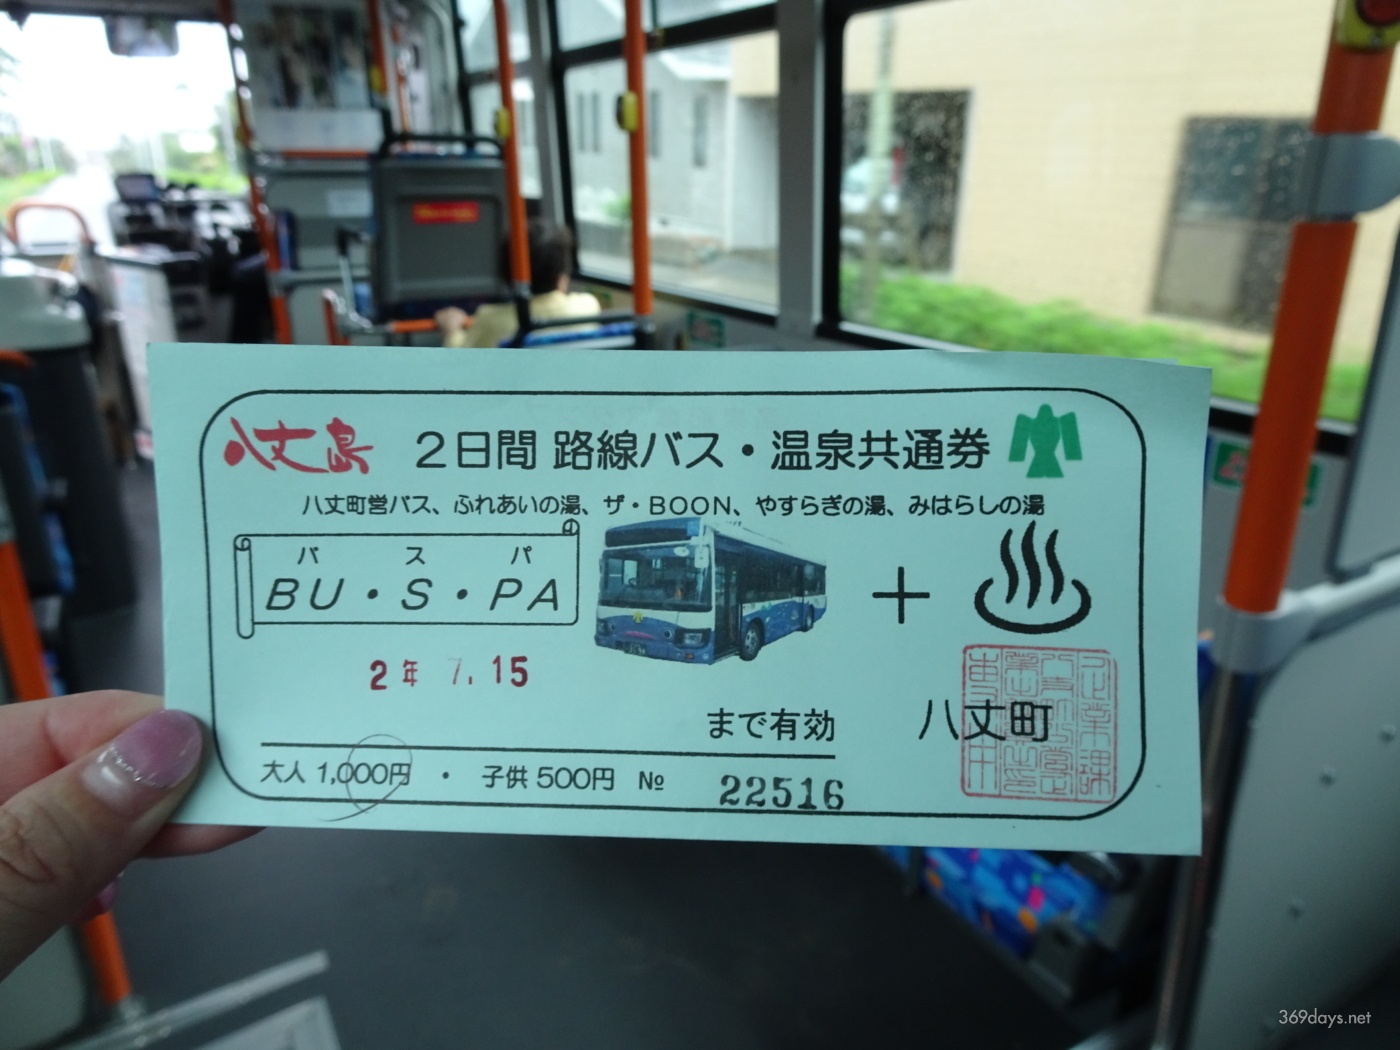 八丈島 2日間 路線バス・温泉共通券
八丈町営バス、ふれあいの湯、ザ・BOON、やすらぎの湯、みはらしの湯
バ ス パ
BU・S・PA
+
2年 7.15
まで有効
八丈町
大人 1,000円 ・ 子供 500円 № 22516
369days.net